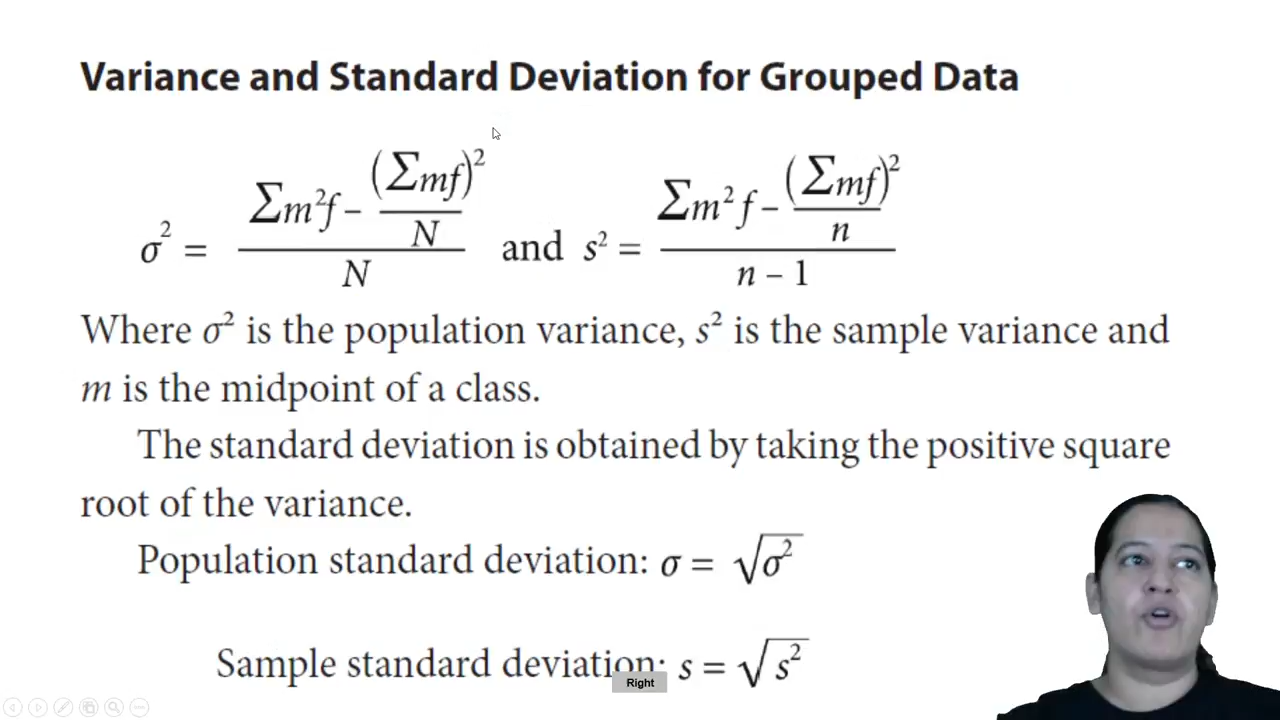 Variance and Standard Deviation for Grouped Data
σ² = (Σm²f – (Σmf)²/N) / N and s² = (Σm²f – (Σmf)²/n) / (n – 1)
Where σ² is the population variance, s² is the sample variance and
m is the midpoint of a class.
The standard deviation is obtained by taking the positive square
root of the variance.
Population standard deviation: σ = √σ²
Sample standard deviation: s = √s²
Right